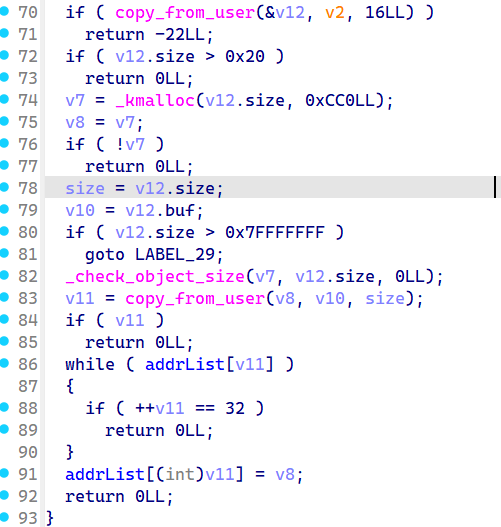 70 if ( copy_from_user(&v12, v2, 16LL) )
71 return -22LL;
72 if ( v12.size > 0x20 )
73 return 0LL;
74 v7 = _kmalloc(v12.size, 0xCC0LL);
75 v8 = v7;
76 if ( !v7 )
77 return 0LL;
78 size = v12.size;
79 v10 = v12.buf;
80 if ( v12.size > 0x7FFFFFFF )
81 goto LABEL_29;
82 _check_object_size(v7, v12.size, 0LL);
83 v11 = copy_from_user(v8, v10, size);
84 if ( v11 )
85 return 0LL;
86 while ( addrList[v11] )
87 {
88 if ( ++v11 == 32 )
89 return 0LL;
90 }
91 addrList[(int)v11] = v8;
92 return 0LL;
93 }